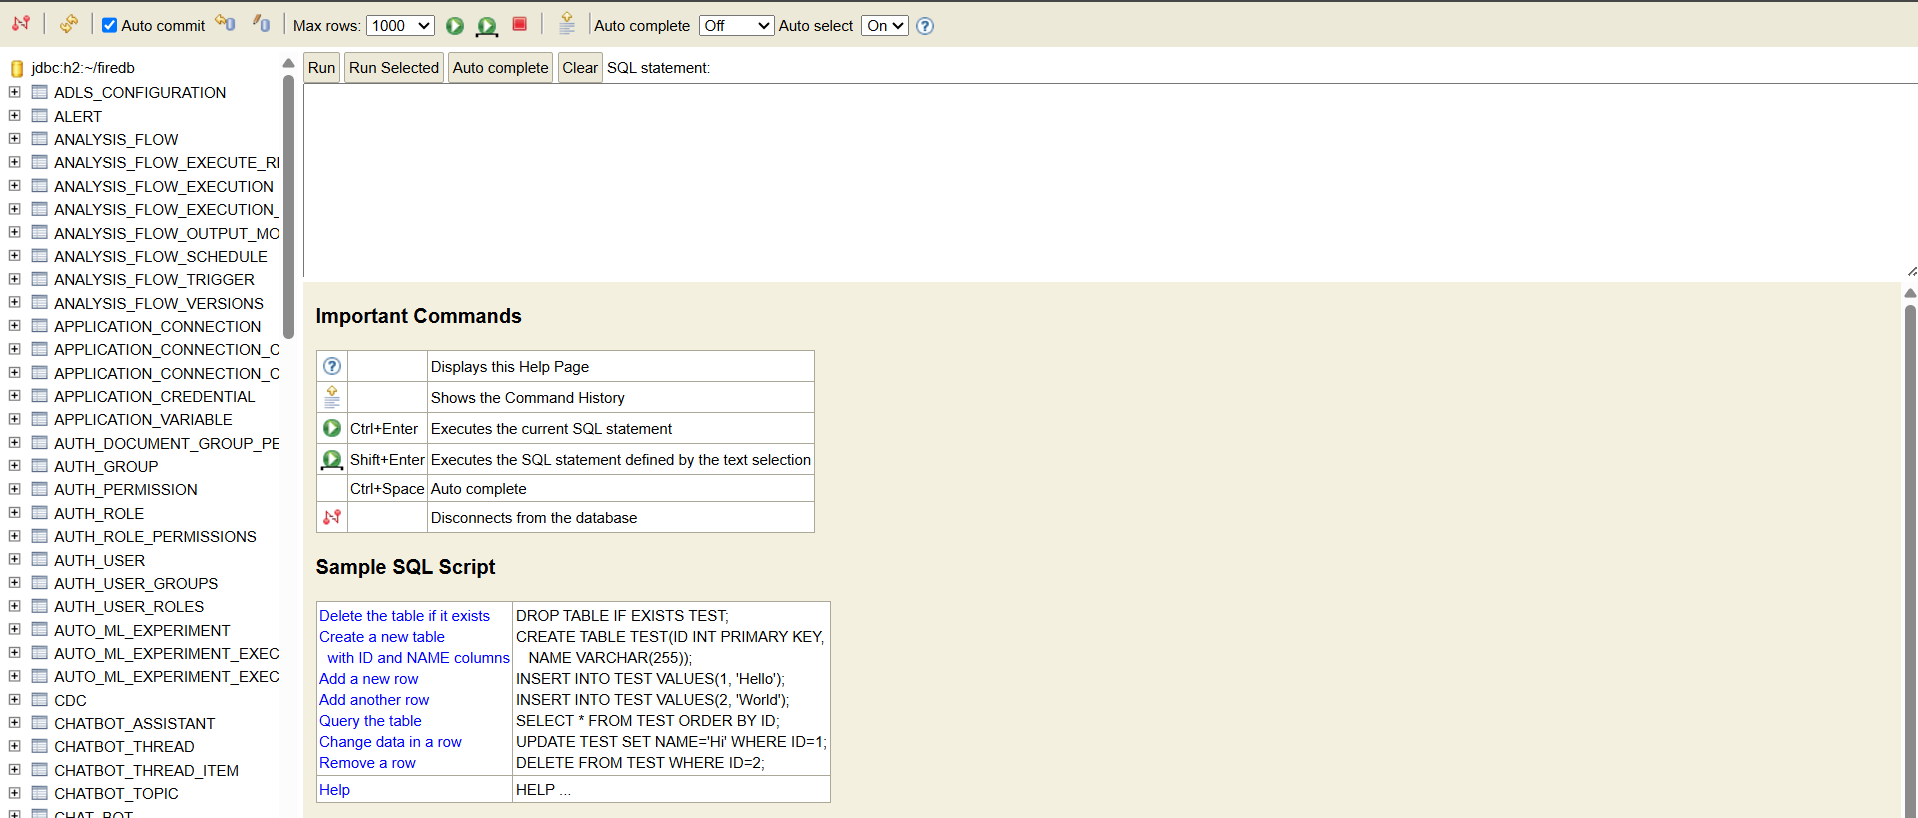 Auto commit Max rows: 1000 Auto complete Off Auto select On
jdbc:h2:~/firedb
ADLS_CONFIGURATION
ALERT
ANALYSIS_FLOW
ANALYSIS_FLOW_EXECUTE_RE
ANALYSIS_FLOW_EXECUTION
ANALYSIS_FLOW_EXECUTION_
ANALYSIS_FLOW_OUTPUT_MO
ANALYSIS_FLOW_SCHEDULE
ANALYSIS_FLOW_TRIGGER
ANALYSIS_FLOW_VERSIONS
APPLICATION_CONNECTION
APPLICATION_CONNECTION_C
APPLICATION_CONNECTION_C
APPLICATION_CREDENTIAL
APPLICATION_VARIABLE
AUTH_DOCUMENT_GROUP_PE
AUTH_GROUP
AUTH_PERMISSION
AUTH_ROLE
AUTH_ROLE_PERMISSIONS
AUTH_USER
AUTH_USER_GROUPS
AUTH_USER_ROLES
AUTO_ML_EXPERIMENT
AUTO_ML_EXPERIMENT_EXEC
AUTO_ML_EXPERIMENT_EXEC
CDC
CHATBOT_ASSISTANT
CHATBOT_THREAD
CHATBOT_THREAD_ITEM
CHATBOT_TOPIC
CHAT_BOT
Run Run Selected Auto complete Clear SQL statement:
Important Commands
Displays this Help Page
Shows the Command History
Ctrl+Enter Executes the current SQL statement
Shift+Enter Executes the SQL statement defined by the text selection
Ctrl+Space Auto complete
Disconnects from the database
Sample SQL Script
Delete the table if it exists DROP TABLE IF EXISTS TEST;
Create a new table CREATE TABLE TEST(ID INT PRIMARY KEY,
with ID and NAME columns NAME VARCHAR(255));
Add a new row INSERT INTO TEST VALUES(1, 'Hello');
Add another row INSERT INTO TEST VALUES(2, 'World');
Query the table SELECT * FROM TEST ORDER BY ID;
Change data in a row UPDATE TEST SET NAME='Hi' WHERE ID=1;
Remove a row DELETE FROM TEST WHERE ID=2;
Help HELP ...